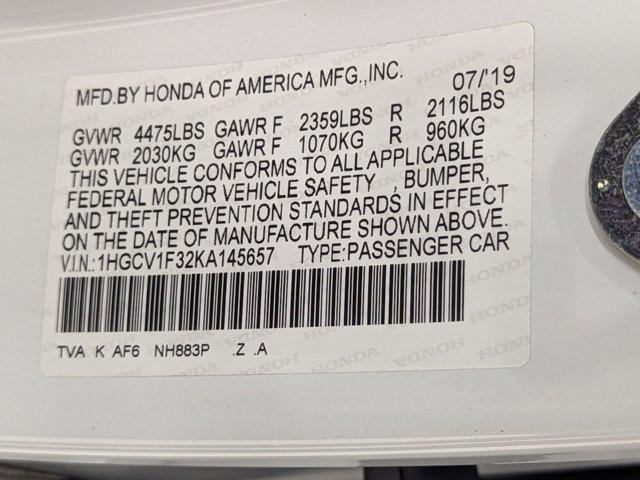 MFD.BY HONDA OF AMERICA MFG.,INC. 07/'19
GVWR 4475LBS GAWR F 2359LBS R 2116LBS
GVWR 2030KG GAWR F 1070KG R 960KG
THIS VEHICLE CONFORMS TO ALL APPLICABLE
FEDERAL MOTOR VEHICLE SAFETY , BUMPER,
AND THEFT PREVENTION STANDARDS IN EFFECT
ON THE DATE OF MANUFACTURE SHOWN ABOVE.
V.I.N.:1HGCV1F32KA145657 TYPE:PASSENGER CAR
TVA K AF6 NH883P .Z .A